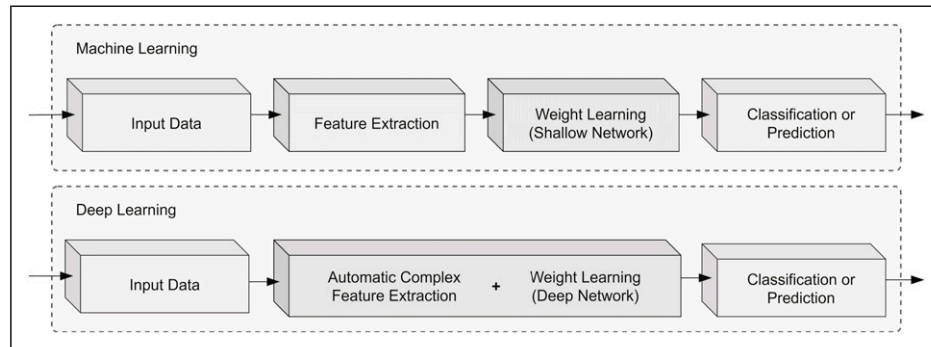 Machine Learning
Input Data
Feature Extraction
Weight Learning
(Shallow Network)
Classification or
Prediction
Deep Learning
Input Data
Automatic Complex
Feature Extraction
+
Weight Learning
(Deep Network)
Classification or
Prediction